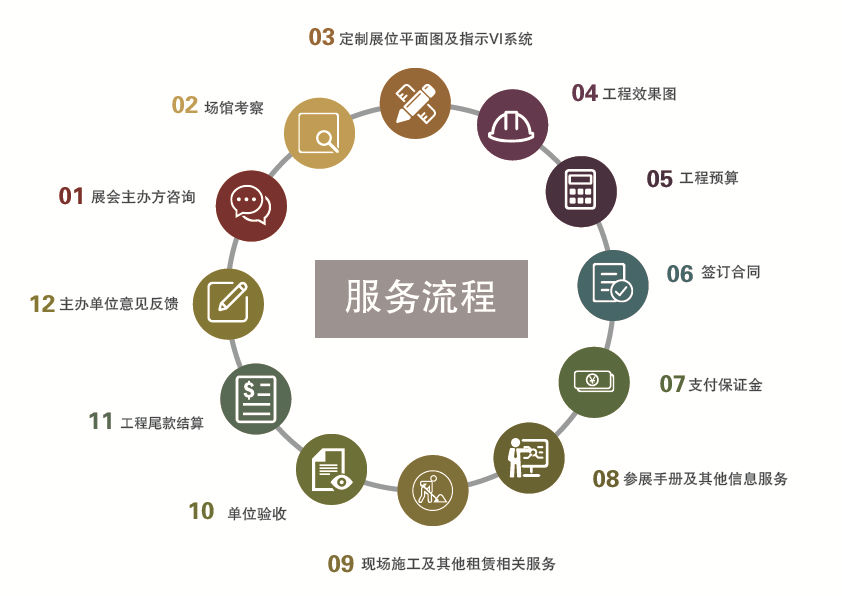 服务流程
01 展会主办方咨询
02 场馆考察
03 定制展位平面图及指示VI系统
04 工程效果图
05 工程预算
06 签订合同
07 支付保证金
08 参展手册及其他信息服务
09 现场施工及其他租赁相关服务
10 单位验收
11 工程尾款结算
12 主办单位意见反馈